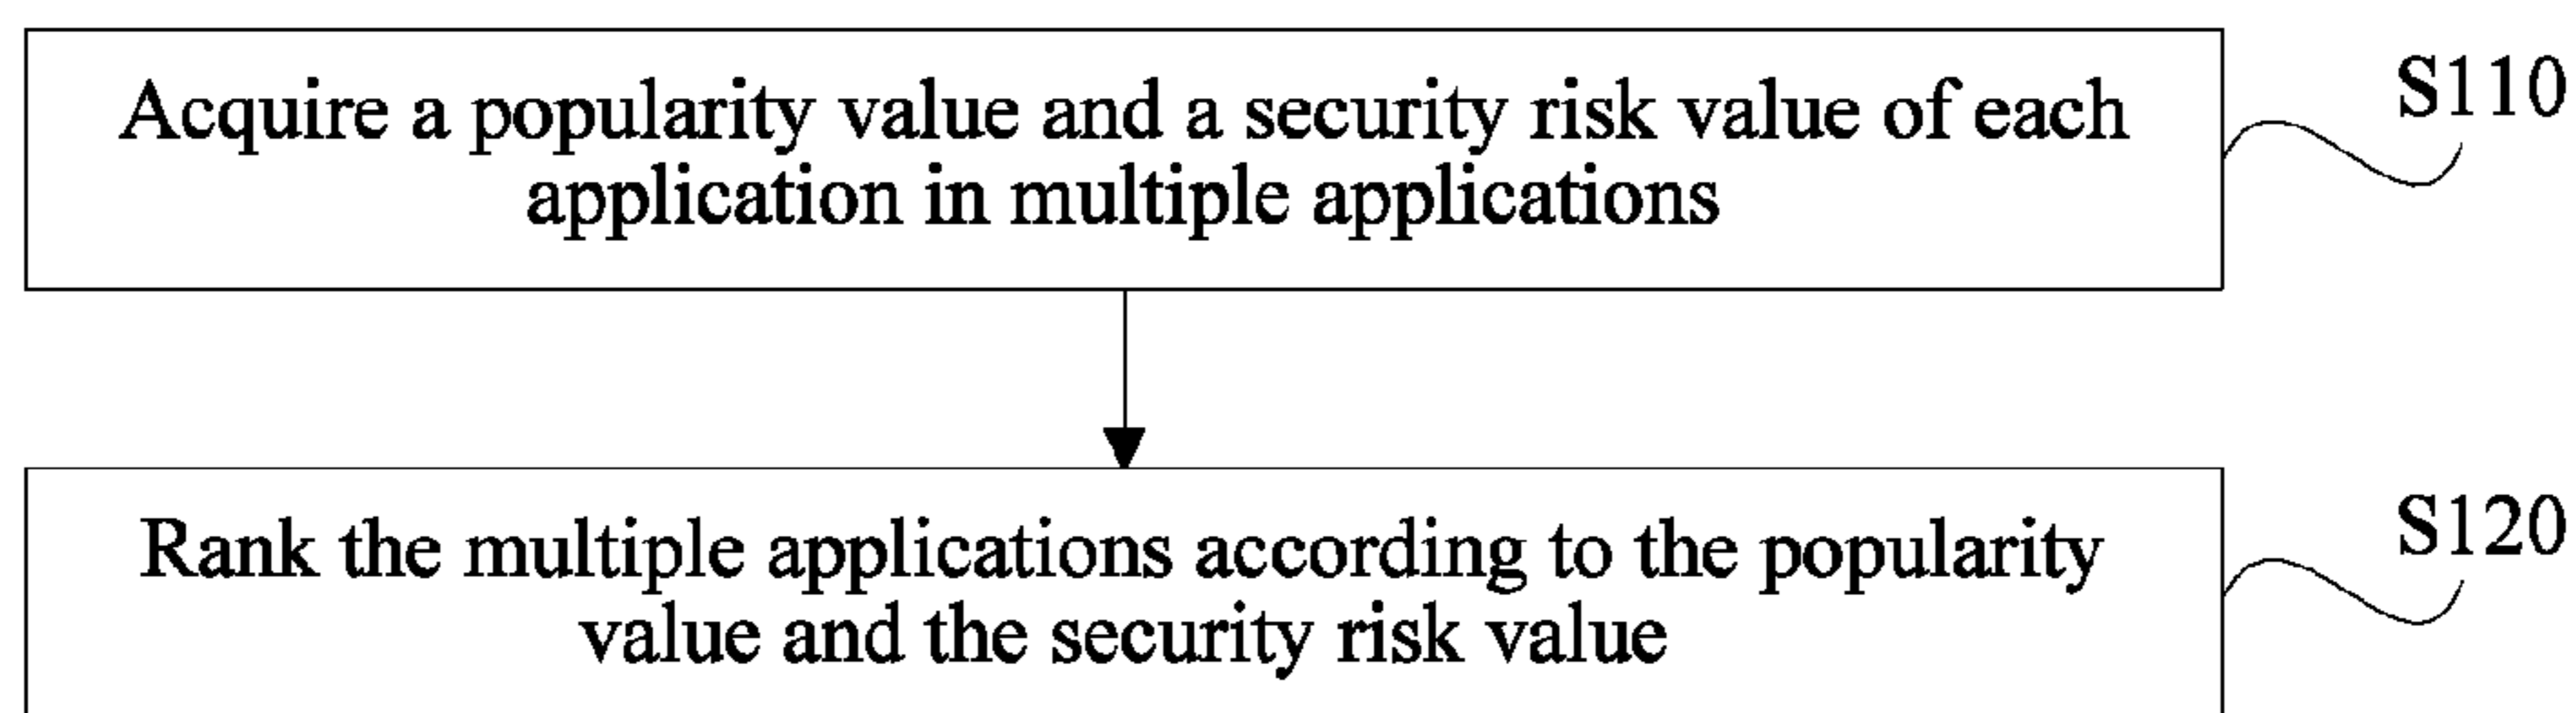 Acquire a popularity value and a security risk value of each
application in multiple applications
S110
Rank the multiple applications according to the popularity
value and the security risk value
S120